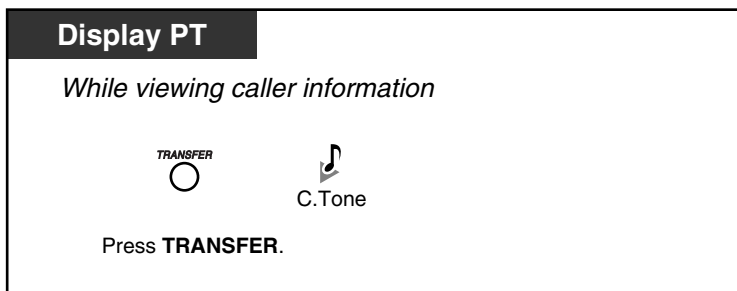 Display PT
While viewing caller information
TRANSFER
C.Tone
Press TRANSFER.